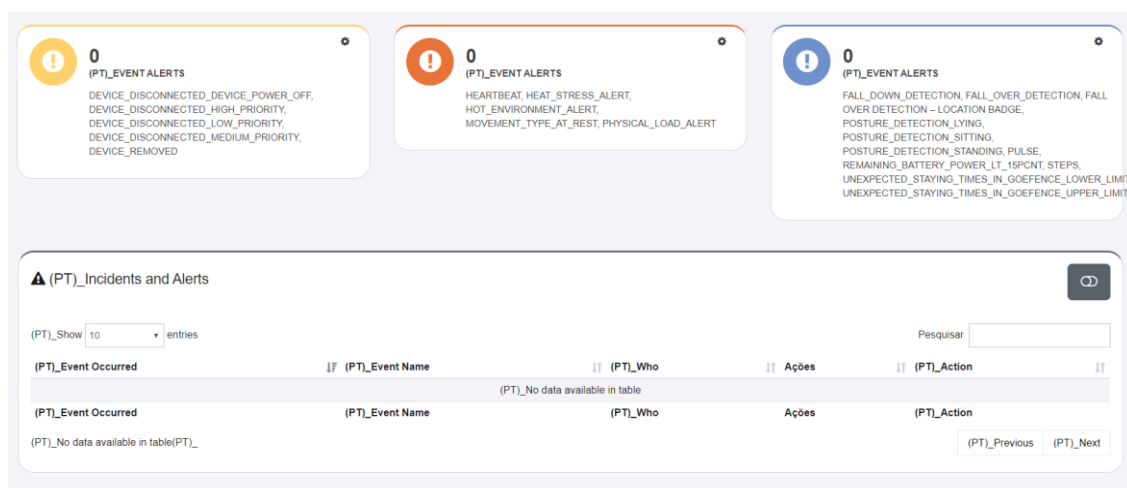 0
(PT)_EVENT ALERTS
DEVICE_DISCONNECTED_DEVICE_POWER_OFF,
DEVICE_DISCONNECTED_HIGH_PRIORITY,
DEVICE_DISCONNECTED_LOW_PRIORITY,
DEVICE_DISCONNECTED_MEDIUM_PRIORITY,
DEVICE_REMOVED
0
(PT)_EVENT ALERTS
HEARTBEAT, HEAT_STRESS_ALERT,
HOT_ENVIRONMENT_ALERT,
MOVEMENT_TYPE_AT_REST, PHYSICAL_LOAD_ALERT
0
(PT)_EVENT ALERTS
FALL_DOWN_DETECTION, FALL_OVER_DETECTION, FALL
OVER DETECTION – LOCATION BADGE,
POSTURE_DETECTION_LYING,
POSTURE_DETECTION_SITTING,
POSTURE_DETECTION_STANDING, PULSE,
REMAINING_BATTERY_POWER_LT_15PCNT, STEPS,
UNEXPECTED_STAYING_TIMES_IN_GOEFENCE_LOWER_LIMIT
UNEXPECTED_STAYING_TIMES_IN_GOEFENCE_UPPER_LIMIT
(PT)_Incidents and Alerts
(PT)_Show 10 entries Pesquisar
(PT)_Event Occurred (PT)_Event Name (PT)_Who Ações (PT)_Action
(PT)_No data available in table
(PT)_Event Occurred (PT)_Event Name (PT)_Who Ações (PT)_Action
(PT)_No data available in table(PT)_ (PT)_Previous (PT)_Next